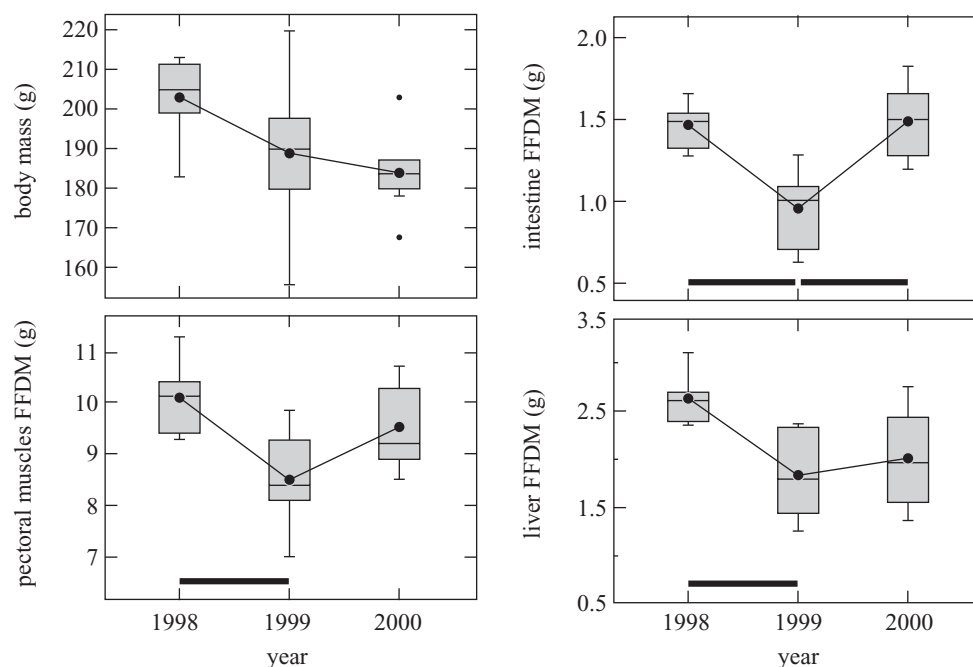 body mass (g)
220
210
200
190
180
170
160
intestine FFDM (g)
2.0
1.5
1.0
0.5
pectoral muscles FFDM (g)
11
10
9
8
7
1998 1999 2000
year
liver FFDM (g)
3.5
2.5
1.5
0.5
1998 1999 2000
year